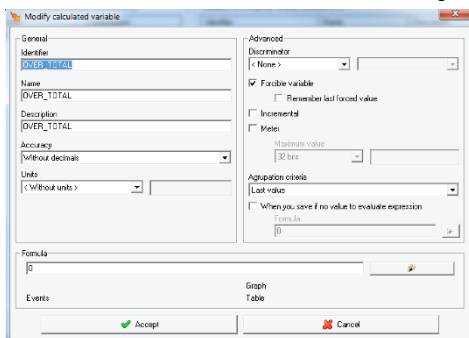 Modify calculated variable
General
Identifier
OVER_TOTAL
Name
OVER_TOTAL
Description
OVER_TOTAL
Accuracy
Without decimals
Units
< Without units >
Advanced
Discriminator
< None >
Forcible variable
Remember last forced value
Incremental
Meter
Maximum value
32 bits
Agrupation criteria
Last value
When you save if no value to evaluate expression
Formula
0
Formula
0
Graph
Events
Table
Accept
Cancel